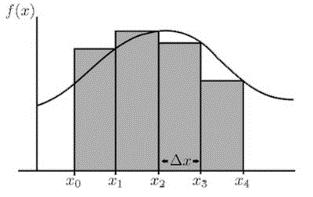 f(x)
Δx
x₀ x₁ x₂ x₃ x₄